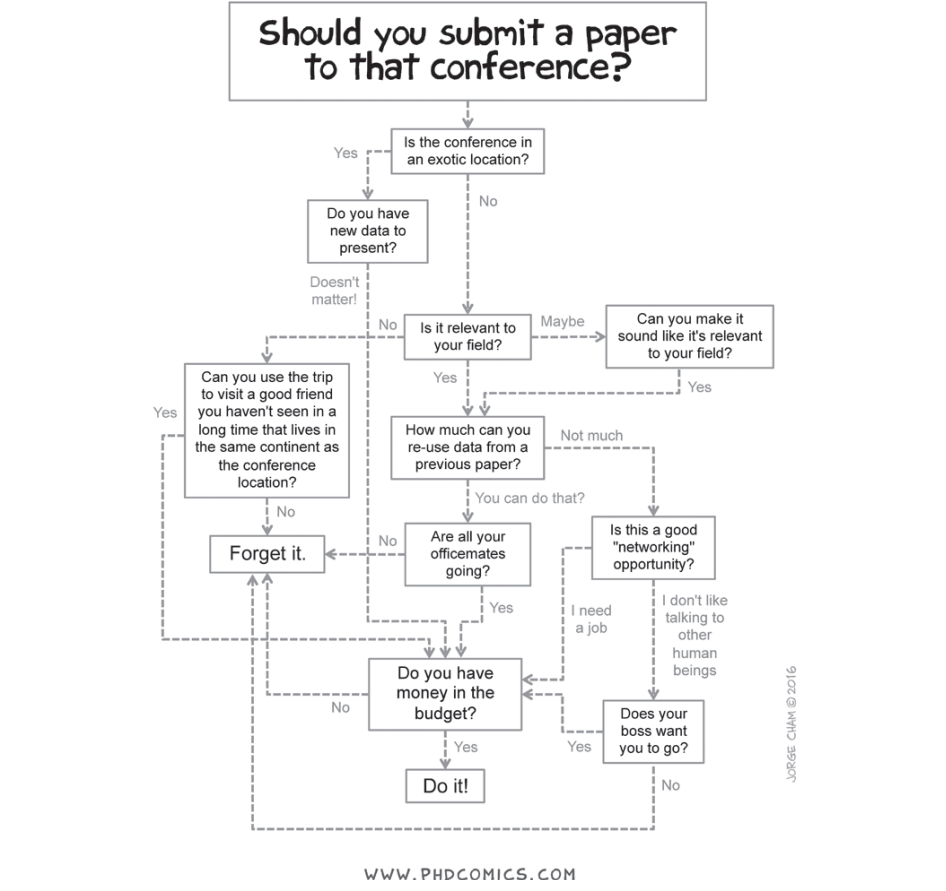 Should you submit a paper
to that conference?
Is the conference in
an exotic location?
Yes
No
Do you have
new data to
present?
Doesn't
matter!
Is it relevant to
your field?
No
Maybe
Yes
Can you make it
sound like it's relevant
to your field?
Yes
Can you use the trip
to visit a good friend
you haven't seen in a
long time that lives in
the same continent as
the conference
location?
Yes
No
How much can you
re-use data from a
previous paper?
Not much
You can do that?
Forget it.
No
Are all your
officemates
going?
Yes
Is this a good
"networking"
opportunity?
I need
a job
I don't like
talking to
other
human
beings
Do you have
money in the
budget?
No
Yes
Does your
boss want
you to go?
Yes
No
Do it!
JORGE CHAM © 2016
WWW.PHDCOMICS.COM